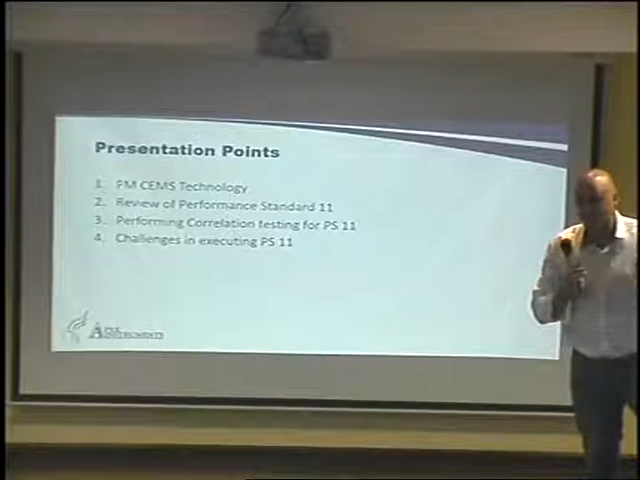 Presentation Points
1. PM CEMS Technology
2. Review of Performance Standard 11
3. Performing Correlation testing for PS 11
4. Challenges in executing PS 11